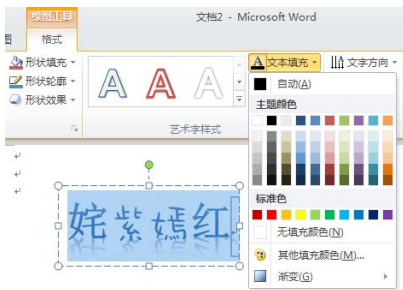 绘图工具
文档2 - Microsoft Word
图 格式
形状填充
形状轮廓
形状效果
A A A
艺术字样式
A 文本填充
文字方向
自动(A)
主题颜色
标准色
无填充颜色(N)
其他填充颜色(M)...
渐变(G)
姹紫嫣红